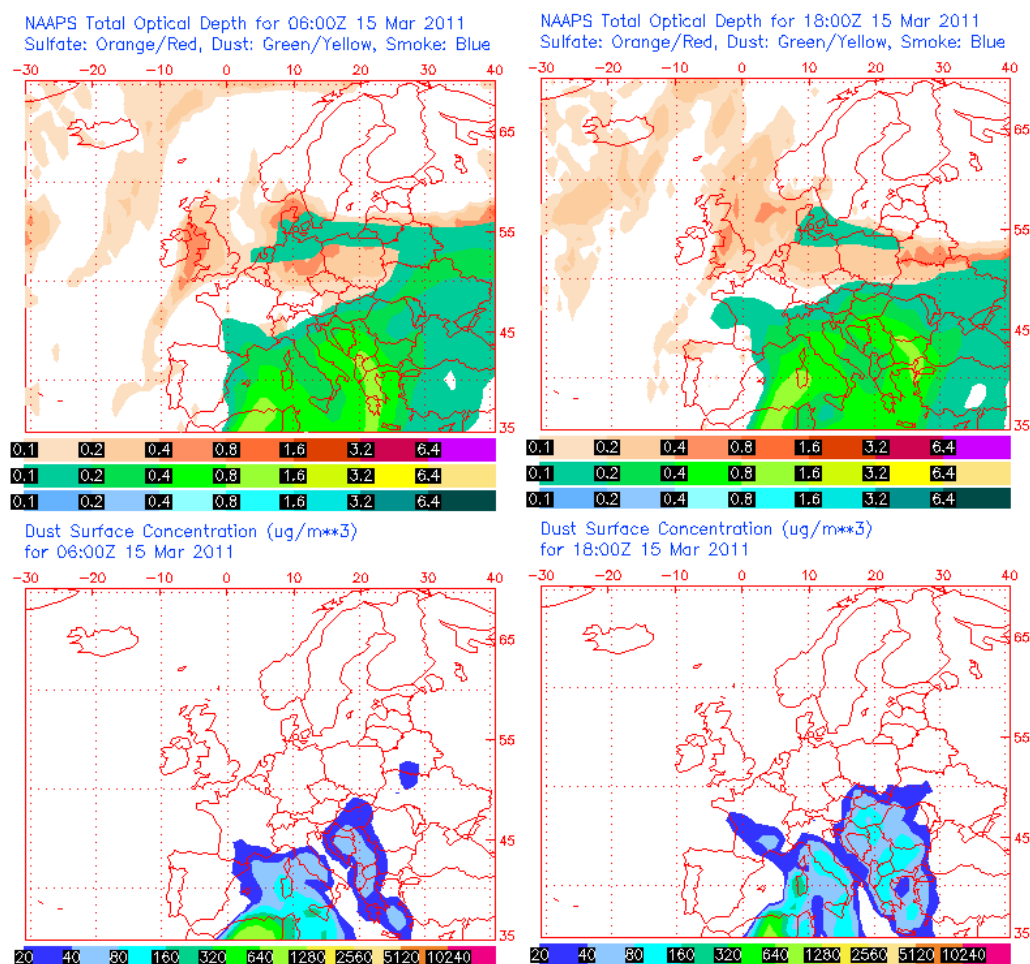 NAAPS Total Optical Depth for 06:00Z 15 Mar 2011
Sulfate: Orange/Red, Dust: Green/Yellow, Smoke: Blue
-30 -20 -10 0 10 20 30 40
65
55
45
35
0.1 0.2 0.4 0.8 1.6 3.2 6.4
0.1 0.2 0.4 0.8 1.6 3.2 6.4
0.1 0.2 0.4 0.8 1.6 3.2 6.4
NAAPS Total Optical Depth for 18:00Z 15 Mar 2011
Sulfate: Orange/Red, Dust: Green/Yellow, Smoke: Blue
-30 -20 -10 0 10 20 30 40
65
55
45
35
0.1 0.2 0.4 0.8 1.6 3.2 6.4
0.1 0.2 0.4 0.8 1.6 3.2 6.4
0.1 0.2 0.4 0.8 1.6 3.2 6.4
Dust Surface Concentration (ug/m**3)
for 06:00Z 15 Mar 2011
-30 -20 -10 0 10 20 30 40
65
55
45
35
20 40 80 160 320 640 1280 2560 5120 10240
Dust Surface Concentration (ug/m**3)
for 18:00Z 15 Mar 2011
-30 -20 -10 0 10 20 30 40
65
55
45
35
20 40 80 160 320 640 1280 2560 5120 10240